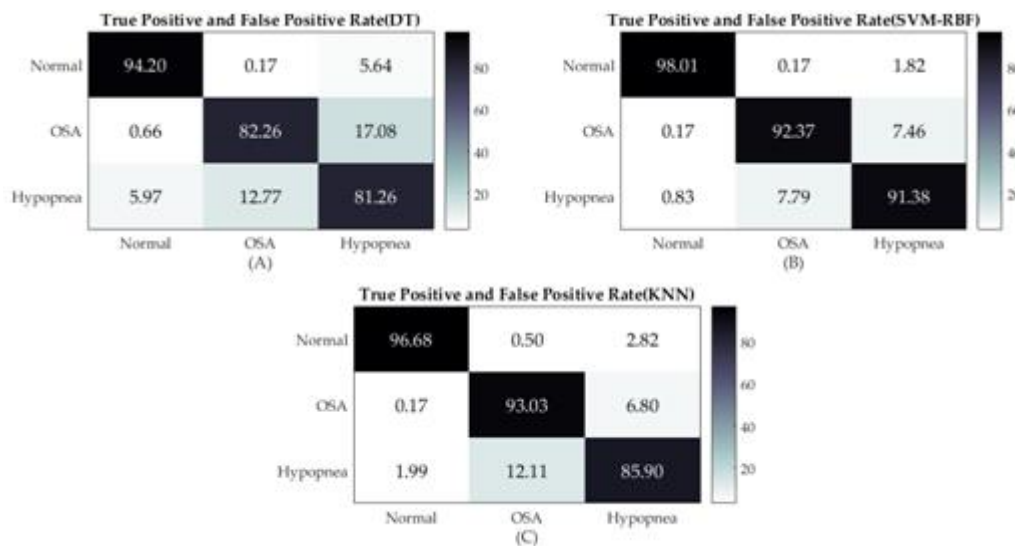 True Positive and False Positive Rate(DT)
Normal 94.20 0.17 5.64
OSA 0.66 82.26 17.08
Hypopnea 5.97 12.77 81.26
Normal OSA Hypopnea
(A)
80
60
40
20
True Positive and False Positive Rate(SVM-RBF)
Normal 98.01 0.17 1.82
OSA 0.17 92.37 7.46
Hypopnea 0.83 7.79 91.38
Normal OSA Hypopnea
(B)
80
60
40
20
True Positive and False Positive Rate(KNN)
Normal 96.68 0.50 2.82
OSA 0.17 93.03 6.80
Hypopnea 1.99 12.11 85.90
Normal OSA Hypopnea
(C)
80
60
40
20